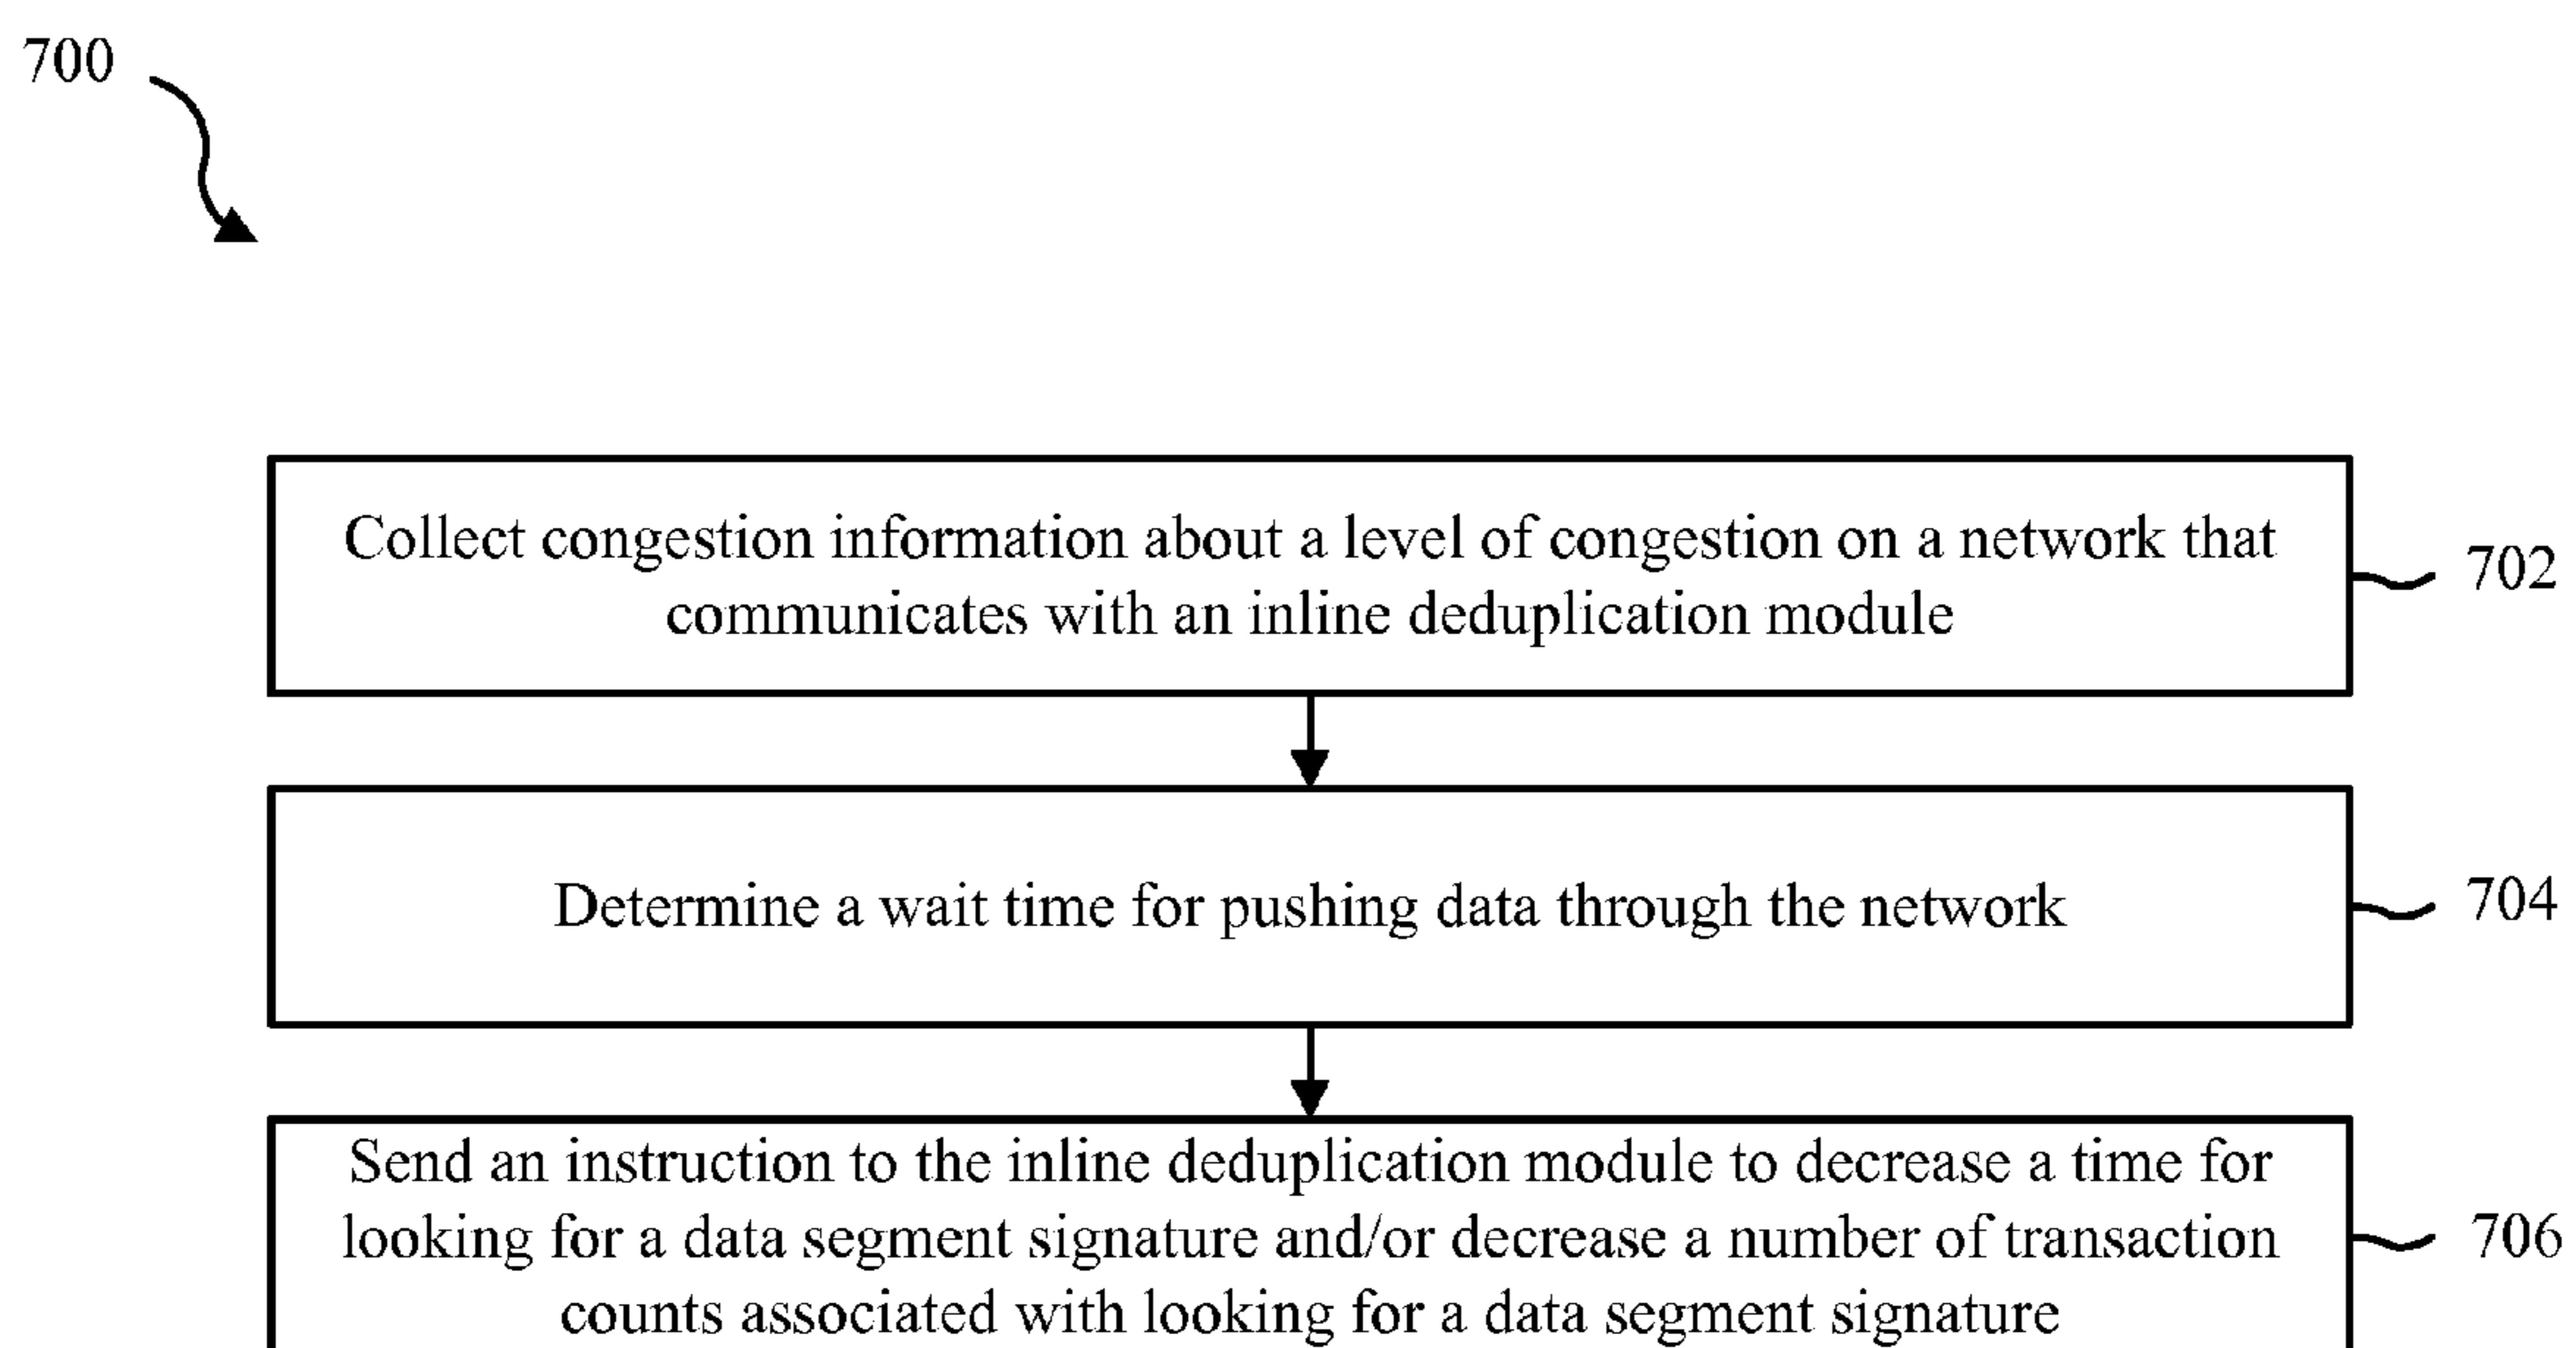 700
Collect congestion information about a level of congestion on a network that
communicates with an inline deduplication module
702
Determine a wait time for pushing data through the network
704
Send an instruction to the inline deduplication module to decrease a time for
looking for a data segment signature and/or decrease a number of transaction
counts associated with looking for a data segment signature
706